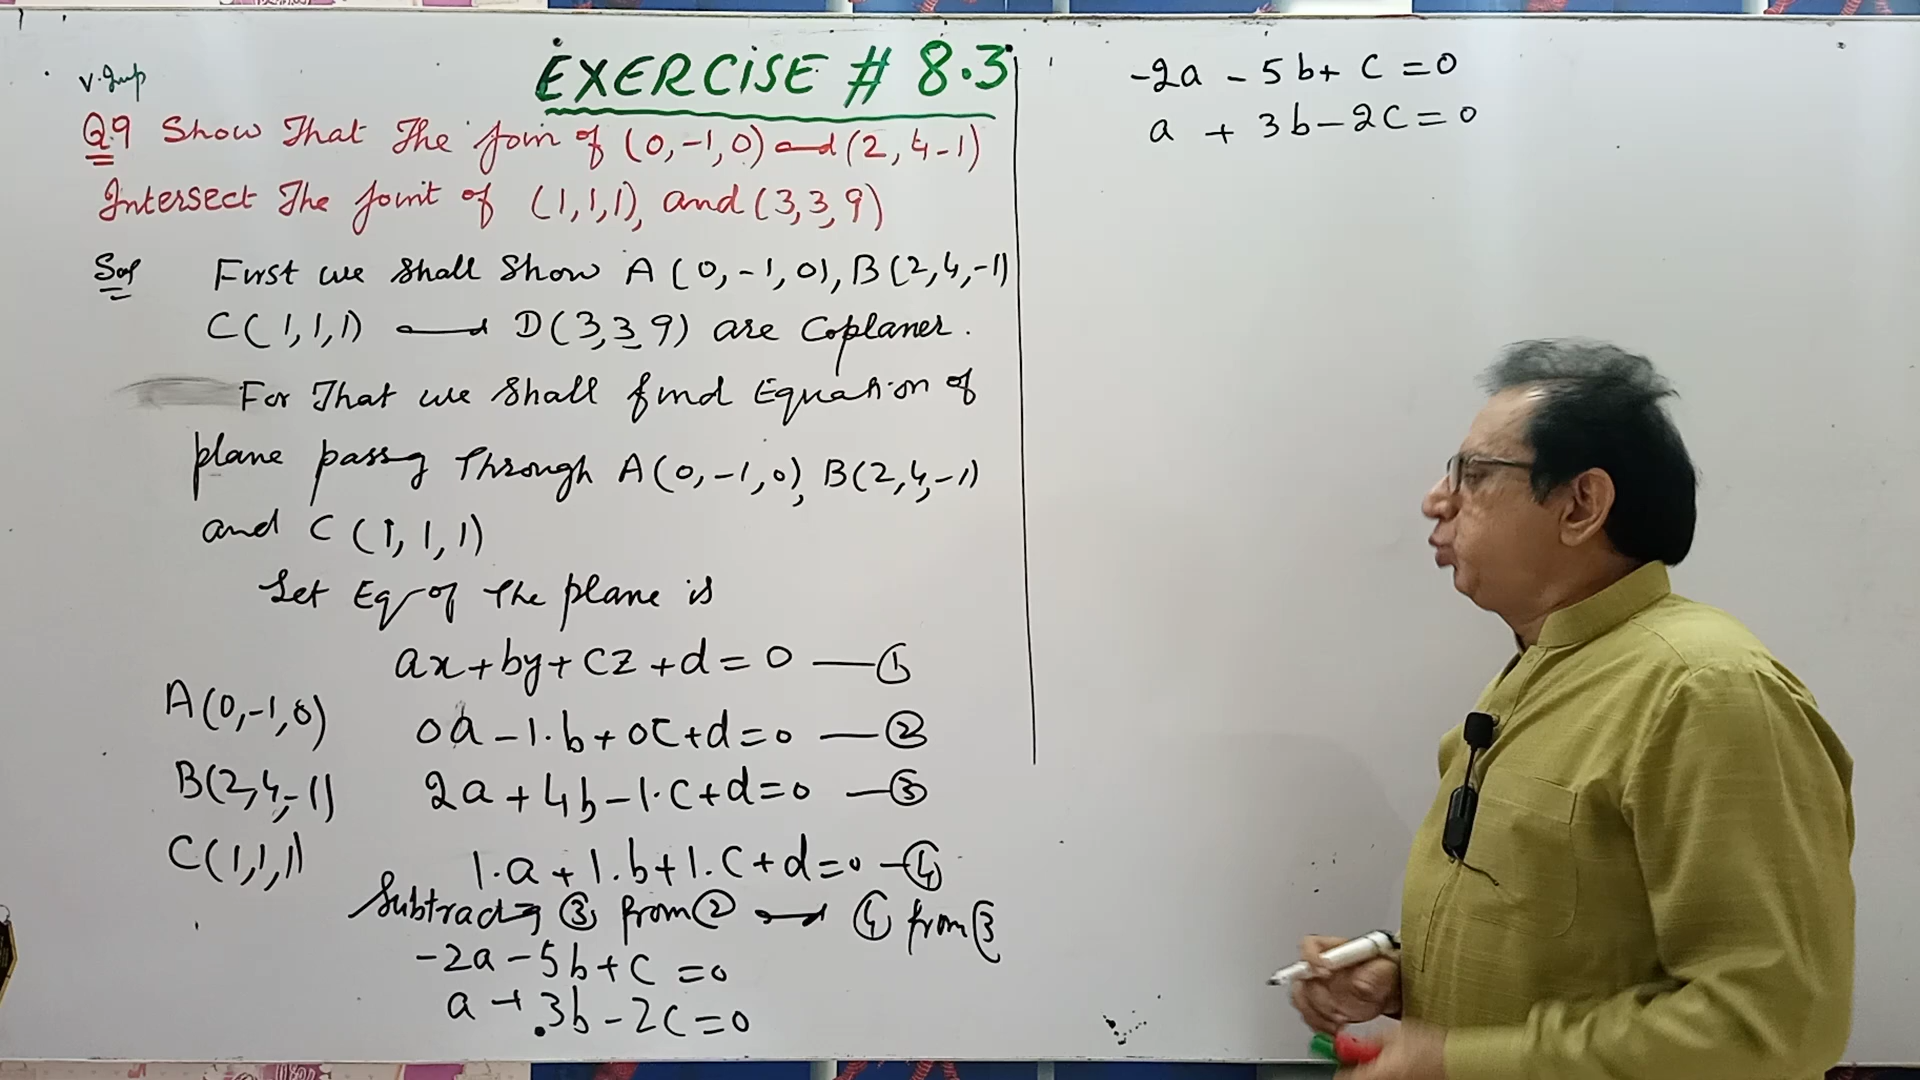 EXERCISE # 8.3
V. Imp
Q.9 Show That The join of (0,-1,0) and (2,4-1)
Intersect The joint of (1,1,1), and (3,3,9)
Sol First we shall Show A(0,-1,0), B(2,4,-1)
C(1,1,1) and D(3,3,9) are Coplaner.
For That we shall find Equation of
plane passg Through A(0,-1,0), B(2,4,-1)
and C(1,1,1)
Let Eq of The plane is
ax+by+cz+d=0 —①
A(0,-1,0) 0a-1.b+0c+d=0 —②
B(2,4,-1) 2a+4b-1.c+d=0 —③
C(1,1,1) 1.a+1.b+1.c+d=0 —④
Subtractg ③ from ② and ④ from ③
-2a-5b+c=0
a+3b-2c=0
-2a-5b+c=0
a+3b-2c=0